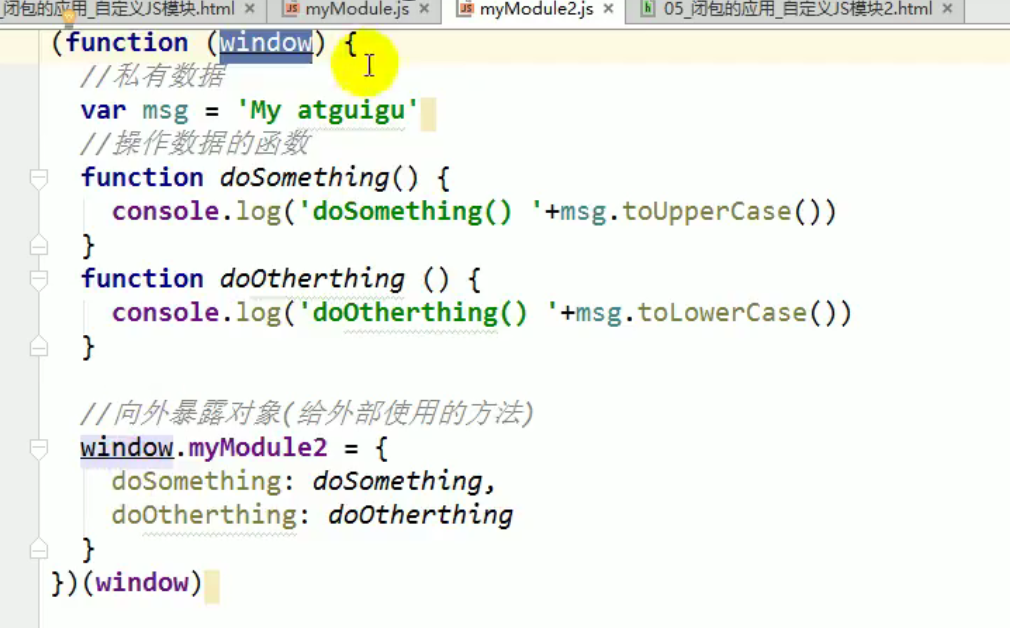 _闭包的应用_自定义JS模块.html myModule.js myModule2.js 05_闭包的应用_自定义JS模块2.html
(function (window) {
//私有数据
var msg = 'My atguigu'
//操作数据的函数
function doSomething() {
console.log('doSomething() '+msg.toUpperCase())
}
function doOtherthing () {
console.log('doOtherthing() '+msg.toLowerCase())
}
//向外暴露对象(给外部使用的方法)
window.myModule2 = {
doSomething: doSomething,
doOtherthing: doOtherthing
}
})(window)